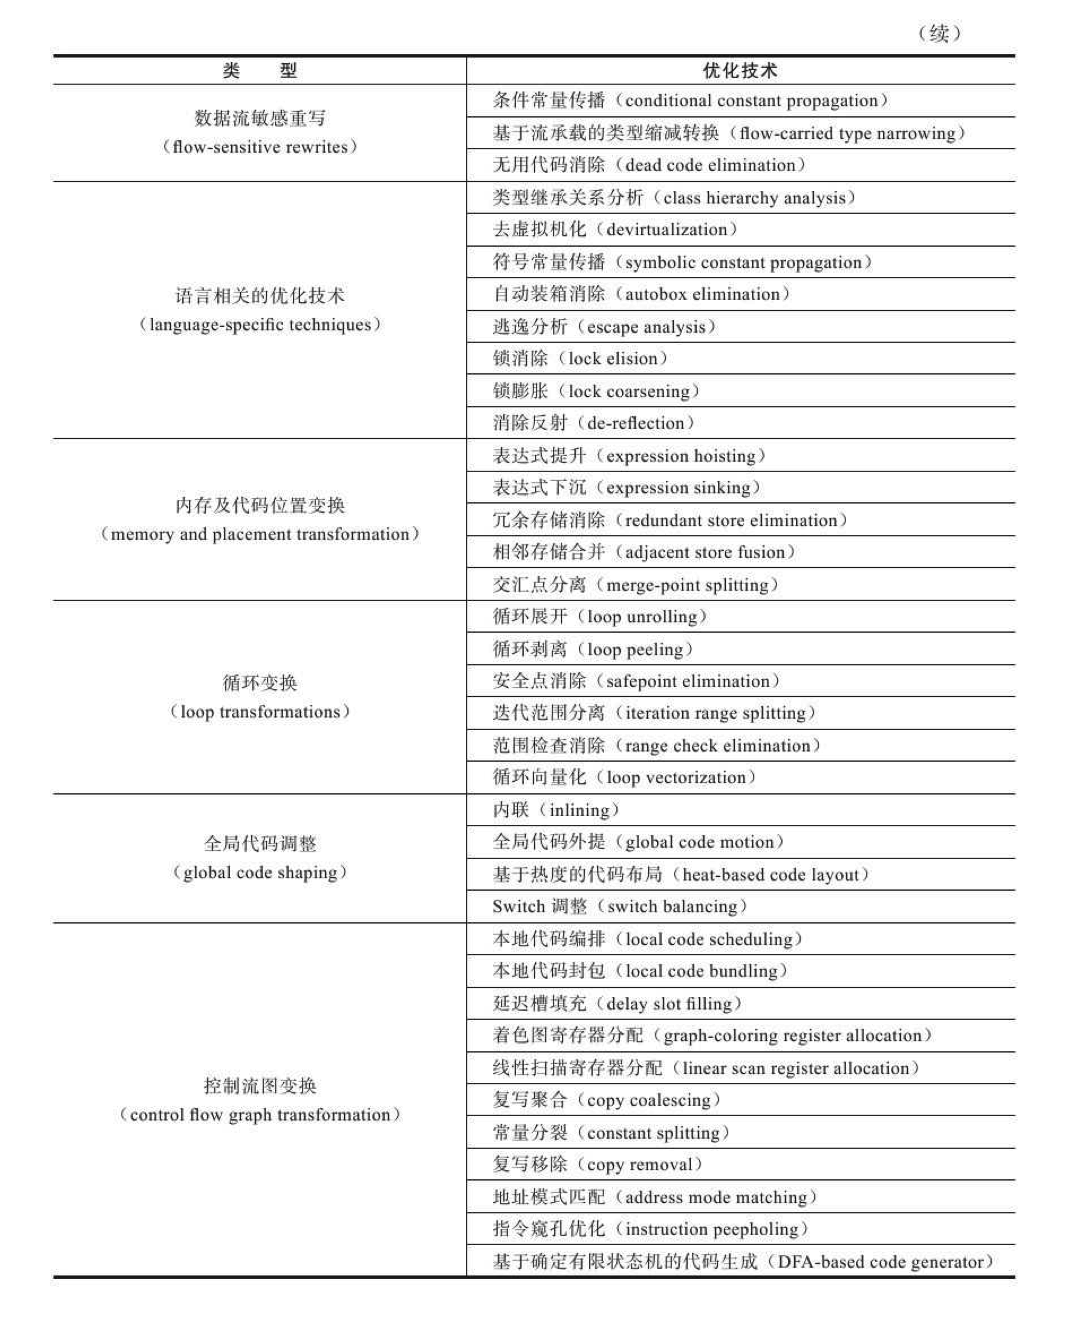 （续）
类 型 优化技术
数据流敏感重写
（flow-sensitive rewrites）
条件常量传播（conditional constant propagation）
基于流承载的类型缩减转换（flow-carried type narrowing）
无用代码消除（dead code elimination）
语言相关的优化技术
（language-specific techniques）
类型继承关系分析（class hierarchy analysis）
去虚拟机化（devirtualization）
符号常量传播（symbolic constant propagation）
自动装箱消除（autobox elimination）
逃逸分析（escape analysis）
锁消除（lock elision）
锁膨胀（lock coarsening）
消除反射（de-reflection）
内存及代码位置变换
（memory and placement transformation）
表达式提升（expression hoisting）
表达式下沉（expression sinking）
冗余存储消除（redundant store elimination）
相邻存储合并（adjacent store fusion）
交汇点分离（merge-point splitting）
循环变换
（loop transformations）
循环展开（loop unrolling）
循环剥离（loop peeling）
安全点消除（safepoint elimination）
迭代范围分离（iteration range splitting）
范围检查消除（range check elimination）
循环向量化（loop vectorization）
全局代码调整
（global code shaping）
内联（inlining）
全局代码外提（global code motion）
基于热度的代码布局（heat-based code layout）
Switch 调整（switch balancing）
控制流图变换
（control flow graph transformation）
本地代码编排（local code scheduling）
本地代码封包（local code bundling）
延迟槽填充（delay slot filling）
着色图寄存器分配（graph-coloring register allocation）
线性扫描寄存器分配（linear scan register allocation）
复写聚合（copy coalescing）
常量分裂（constant splitting）
复写移除（copy removal）
地址模式匹配（address mode matching）
指令窥孔优化（instruction peepholing）
基于确定有限状态机的代码生成（DFA-based code generator）